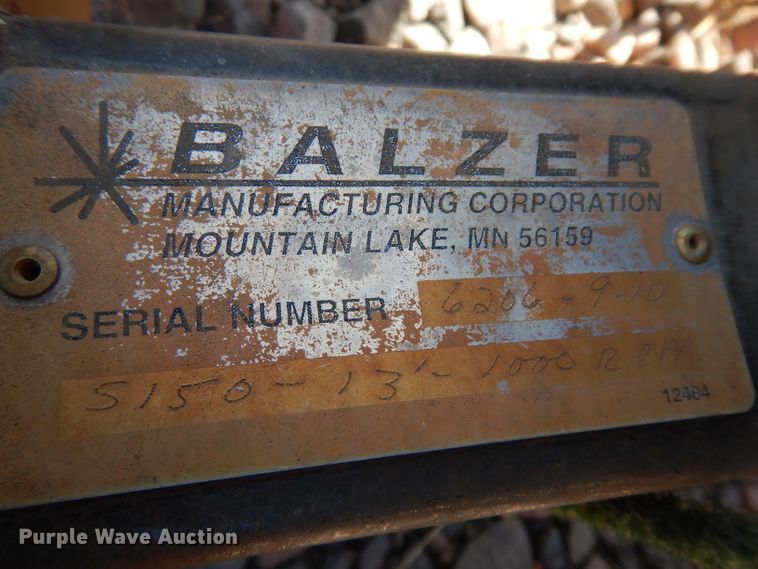 BALZER
MANUFACTURING CORPORATION
MOUNTAIN LAKE, MN 56159
SERIAL NUMBER 6206-9-10
5150-13'-1000 RPM
12484
Purple Wave Auction